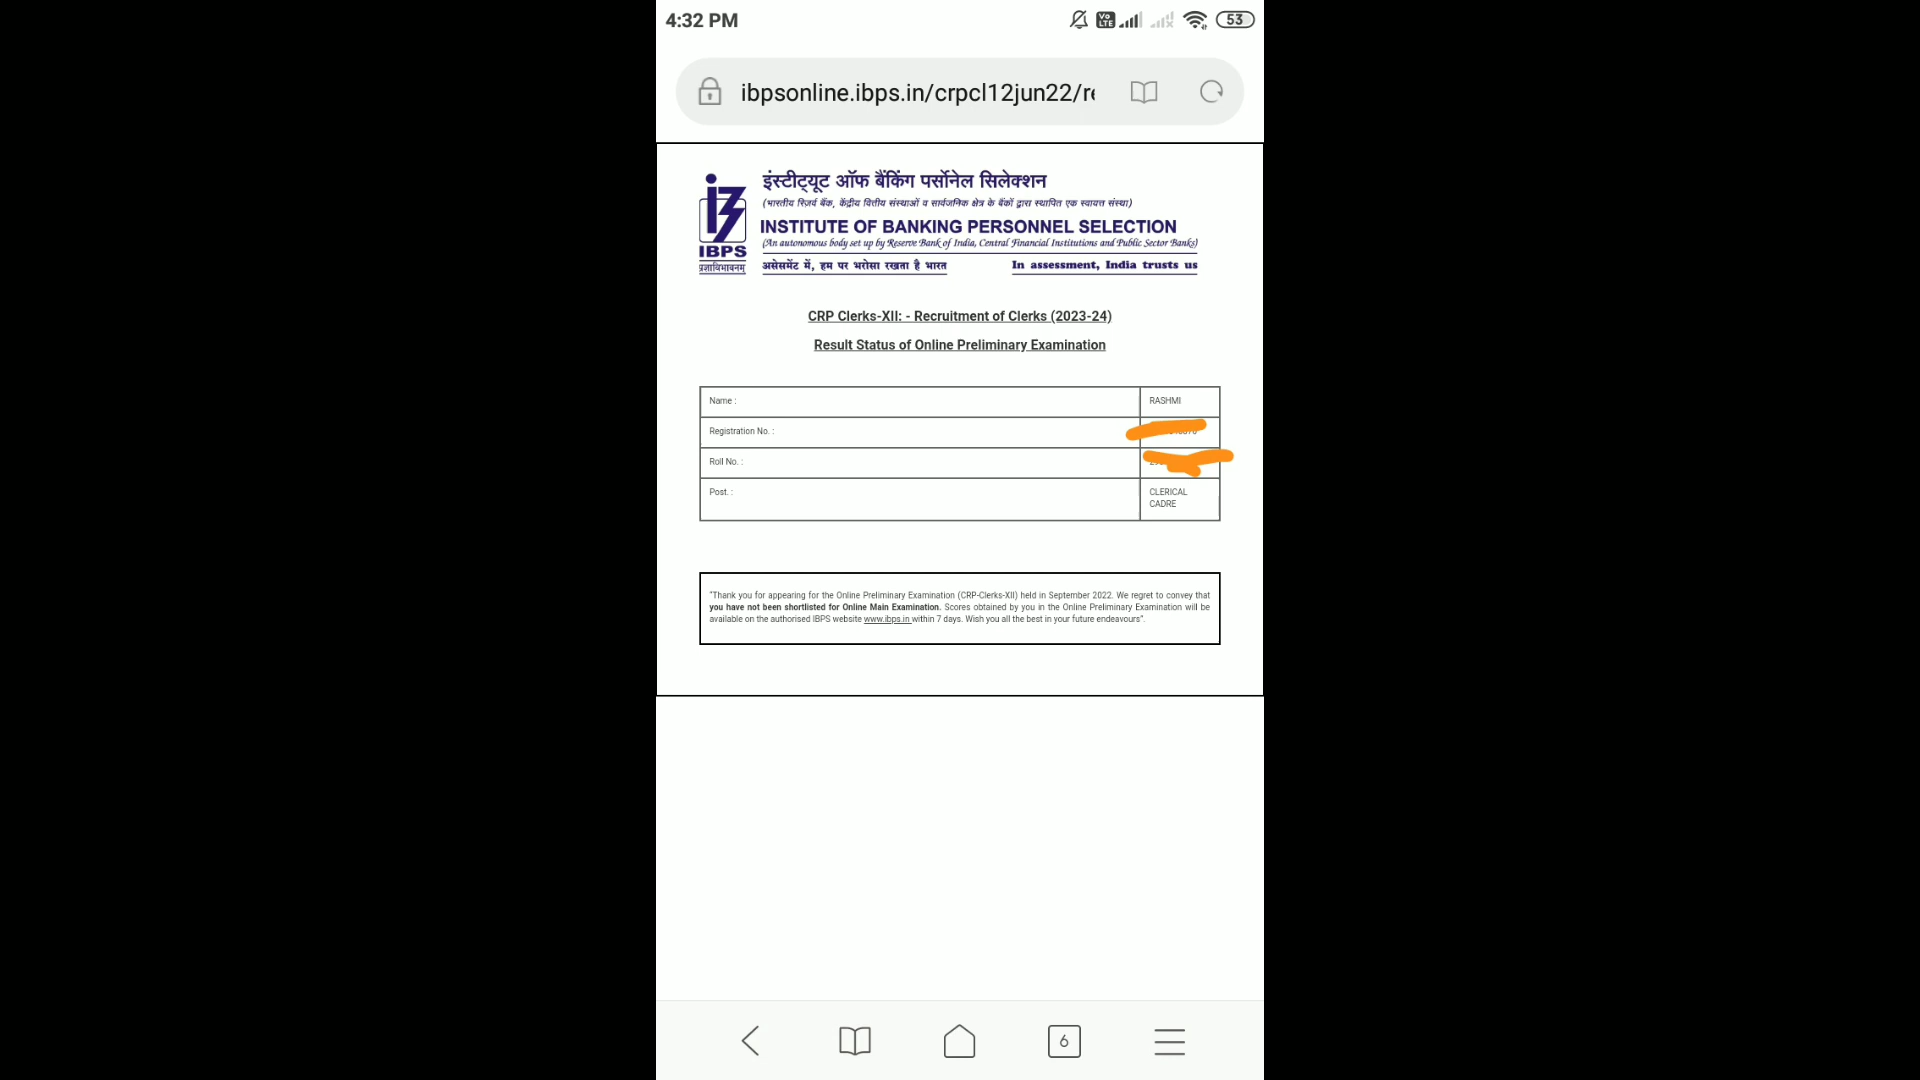 4:32 PM
Vo LTE
53
ibpsonline.ibps.in/crpcl12jun22/re
इंस्टीट्यूट ऑफ बैंकिंग पर्सोनेल सिलेक्शन
(भारतीय रिज़र्व बैंक, केंद्रीय वित्तीय संस्थाओं व सार्वजनिक क्षेत्र के बैंकों द्वारा स्थापित एक स्वायत्त संस्था)
INSTITUTE OF BANKING PERSONNEL SELECTION
(An autonomous body set up by Reserve Bank of India, Central Financial Institutions and Public Sector Banks)
IBPS
असेसमेंट में, हम पर भरोसा रखता है भारत In assessment, India trusts us
CRP Clerks-XII: - Recruitment of Clerks (2023-24)
Result Status of Online Preliminary Examination
Name : RASHMI
Registration No. :
Roll No. :
Post. : CLERICAL
CADRE
"Thank you for appearing for the Online Preliminary Examination (CRP-Clerks-XII) held in September 2022. We regret to convey that
you have not been shortlisted for Online Main Examination. Scores obtained by you in the Online Preliminary Examination will be
available on the authorised IBPS website www.ibps.in within 7 days. Wish you all the best in your future endeavours".
6